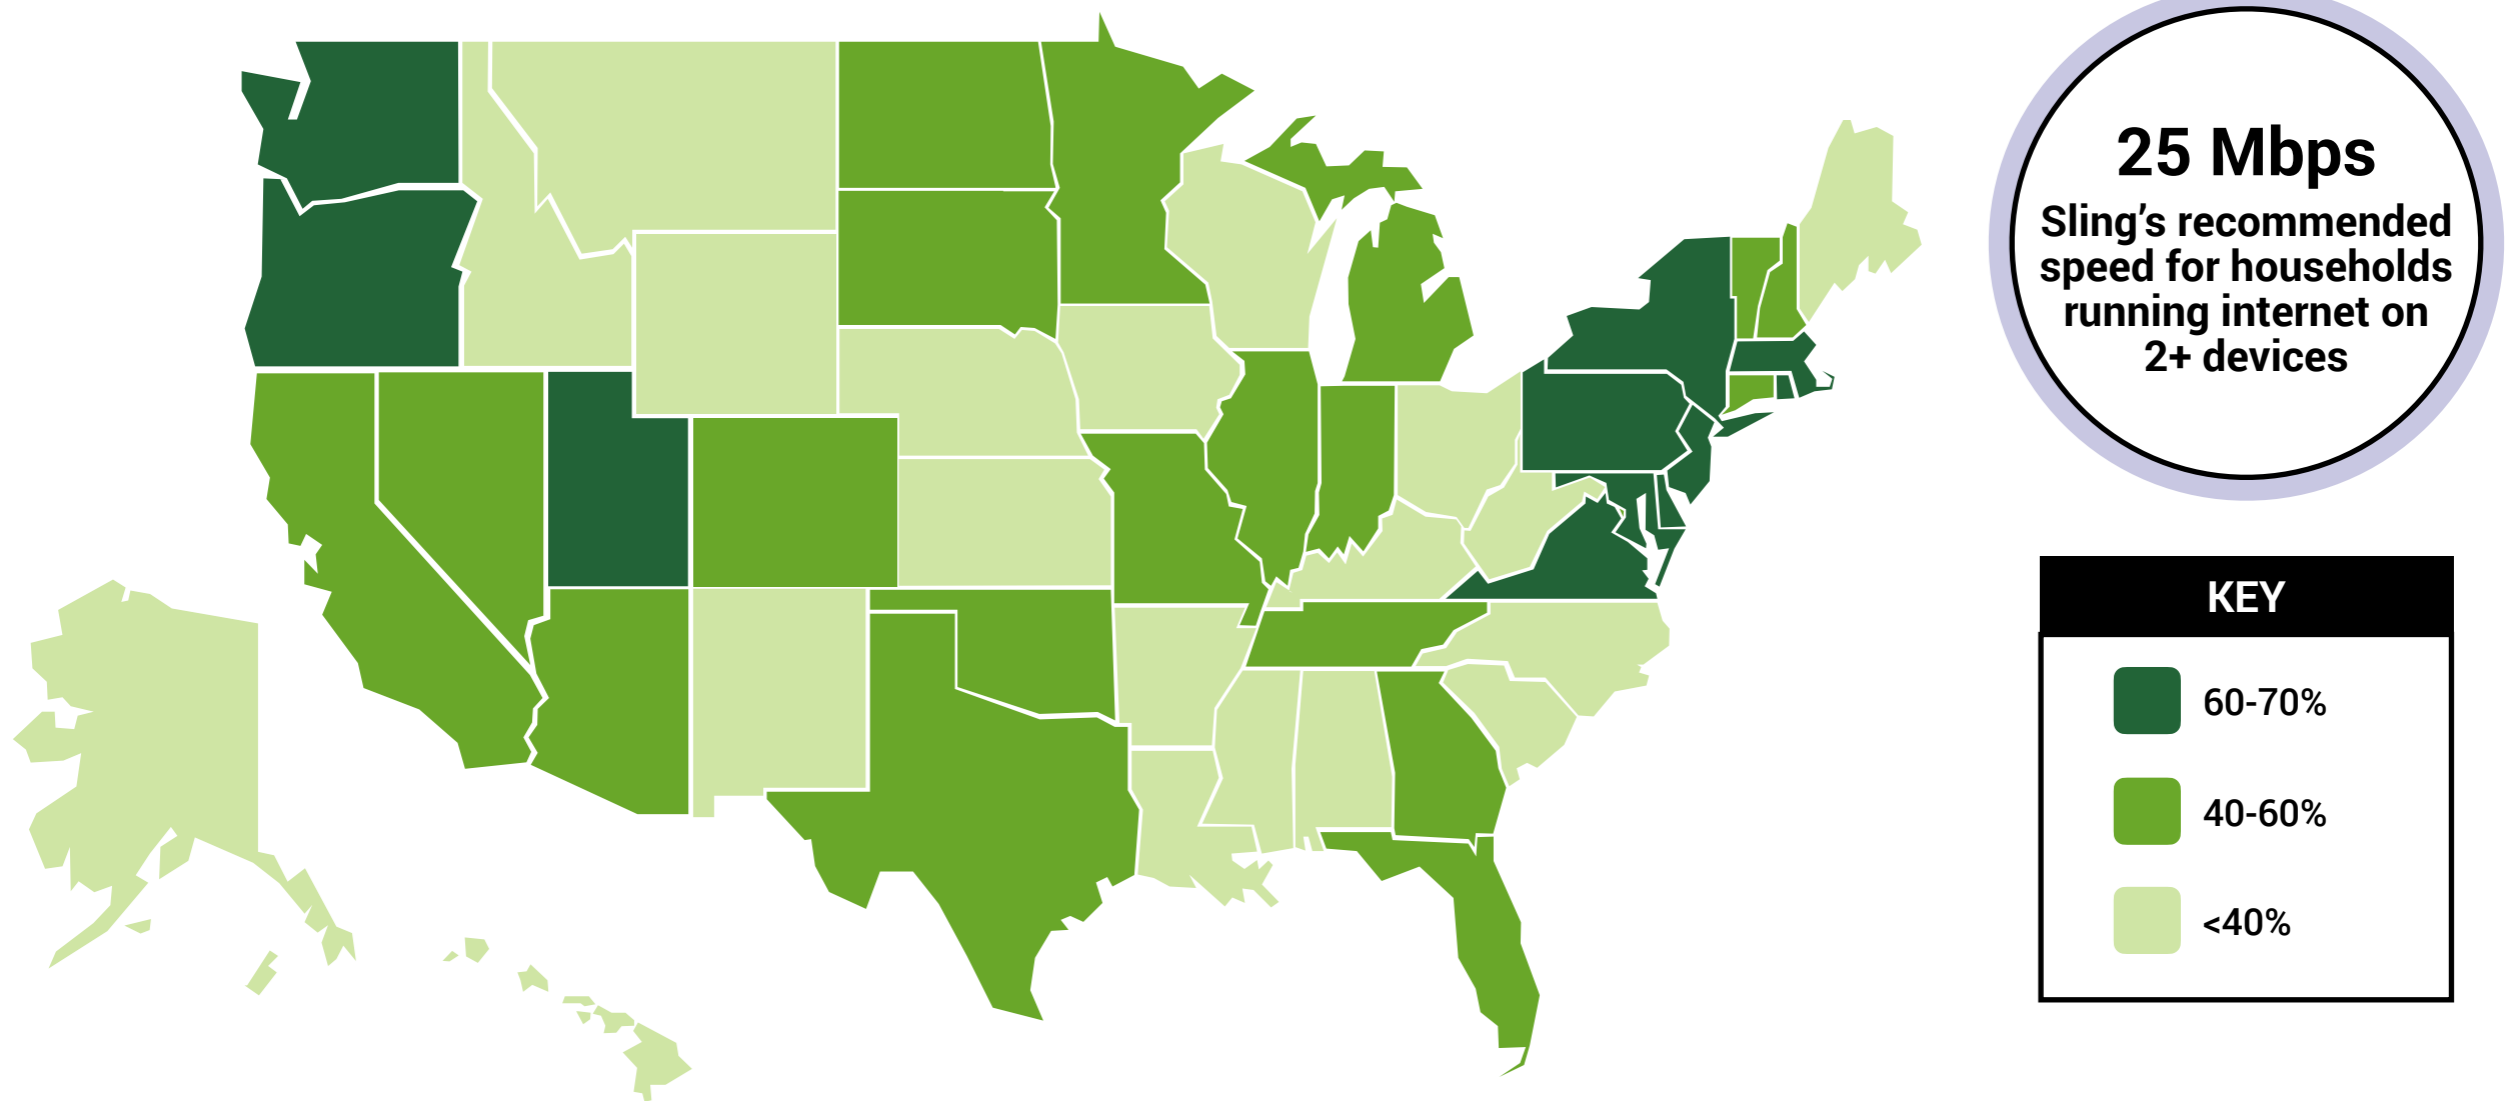 25 Mbps
Sling’s recommended
speed for households
running internet on
2+ devices
KEY
60-70%
40-60%
<40%